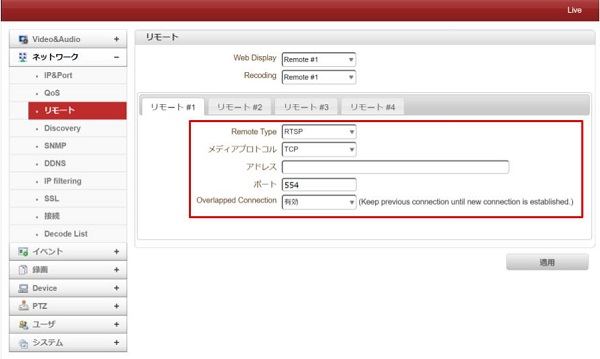 Live
Video&Audio +
ネットワーク −
IP&Port
QoS
リモート
Discovery
SNMP
DDNS
IP filtering
SSL
接続
Decode List
イベント +
録画 +
Device +
PTZ +
ユーザ +
システム +
リモート
Web Display Remote #1
Recoding Remote #1
リモート #1 リモート #2 リモート #3 リモート #4
Remote Type RTSP
メディアプロトコル TCP
アドレス
ポート 554
Overlapped Connection 有効 (Keep previous connection until new connection is established.)
適用